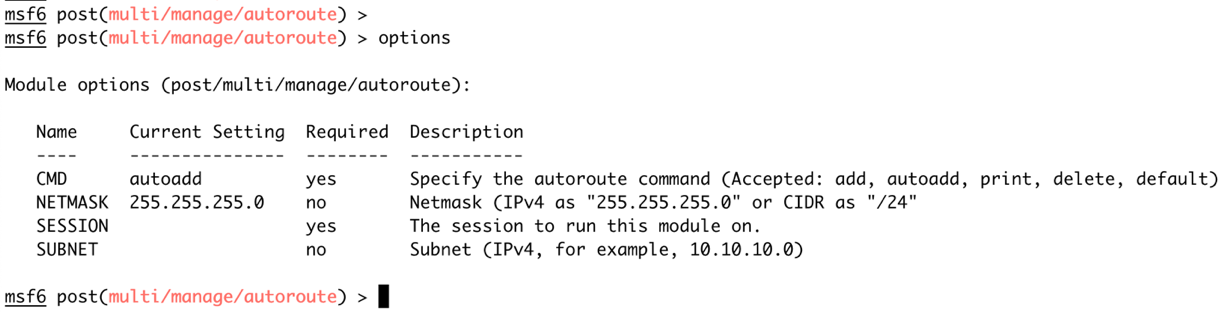 msf6 post(multi/manage/autoroute) >
msf6 post(multi/manage/autoroute) > options
Module options (post/multi/manage/autoroute):
Name     Current Setting  Required  Description
----     ---------------  --------  -----------
CMD      autoadd          yes       Specify the autoroute command (Accepted: add, autoadd, print, delete, default)
NETMASK  255.255.255.0    no        Netmask (IPv4 as "255.255.255.0" or CIDR as "/24"
SESSION                   yes       The session to run this module on.
SUBNET                    no        Subnet (IPv4, for example, 10.10.10.0)
msf6 post(multi/manage/autoroute) >